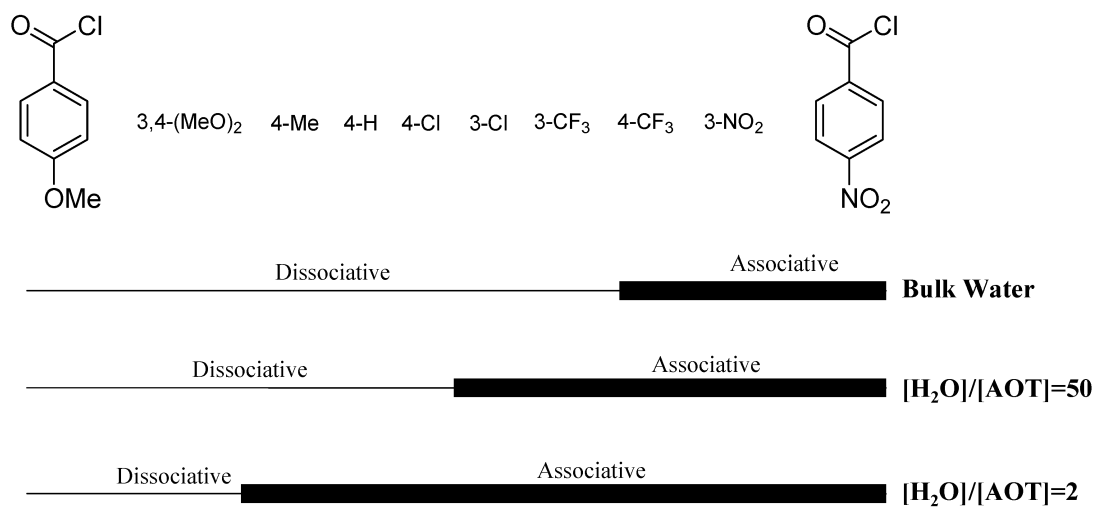 O Cl
O Cl
3,4-(MeO)₂ 4-Me 4-H 4-Cl 3-Cl 3-CF₃ 4-CF₃ 3-NO₂
OMe
NO₂
Dissociative Associative
Bulk Water
Dissociative Associative
[H₂O]/[AOT]=50
Dissociative Associative
[H₂O]/[AOT]=2